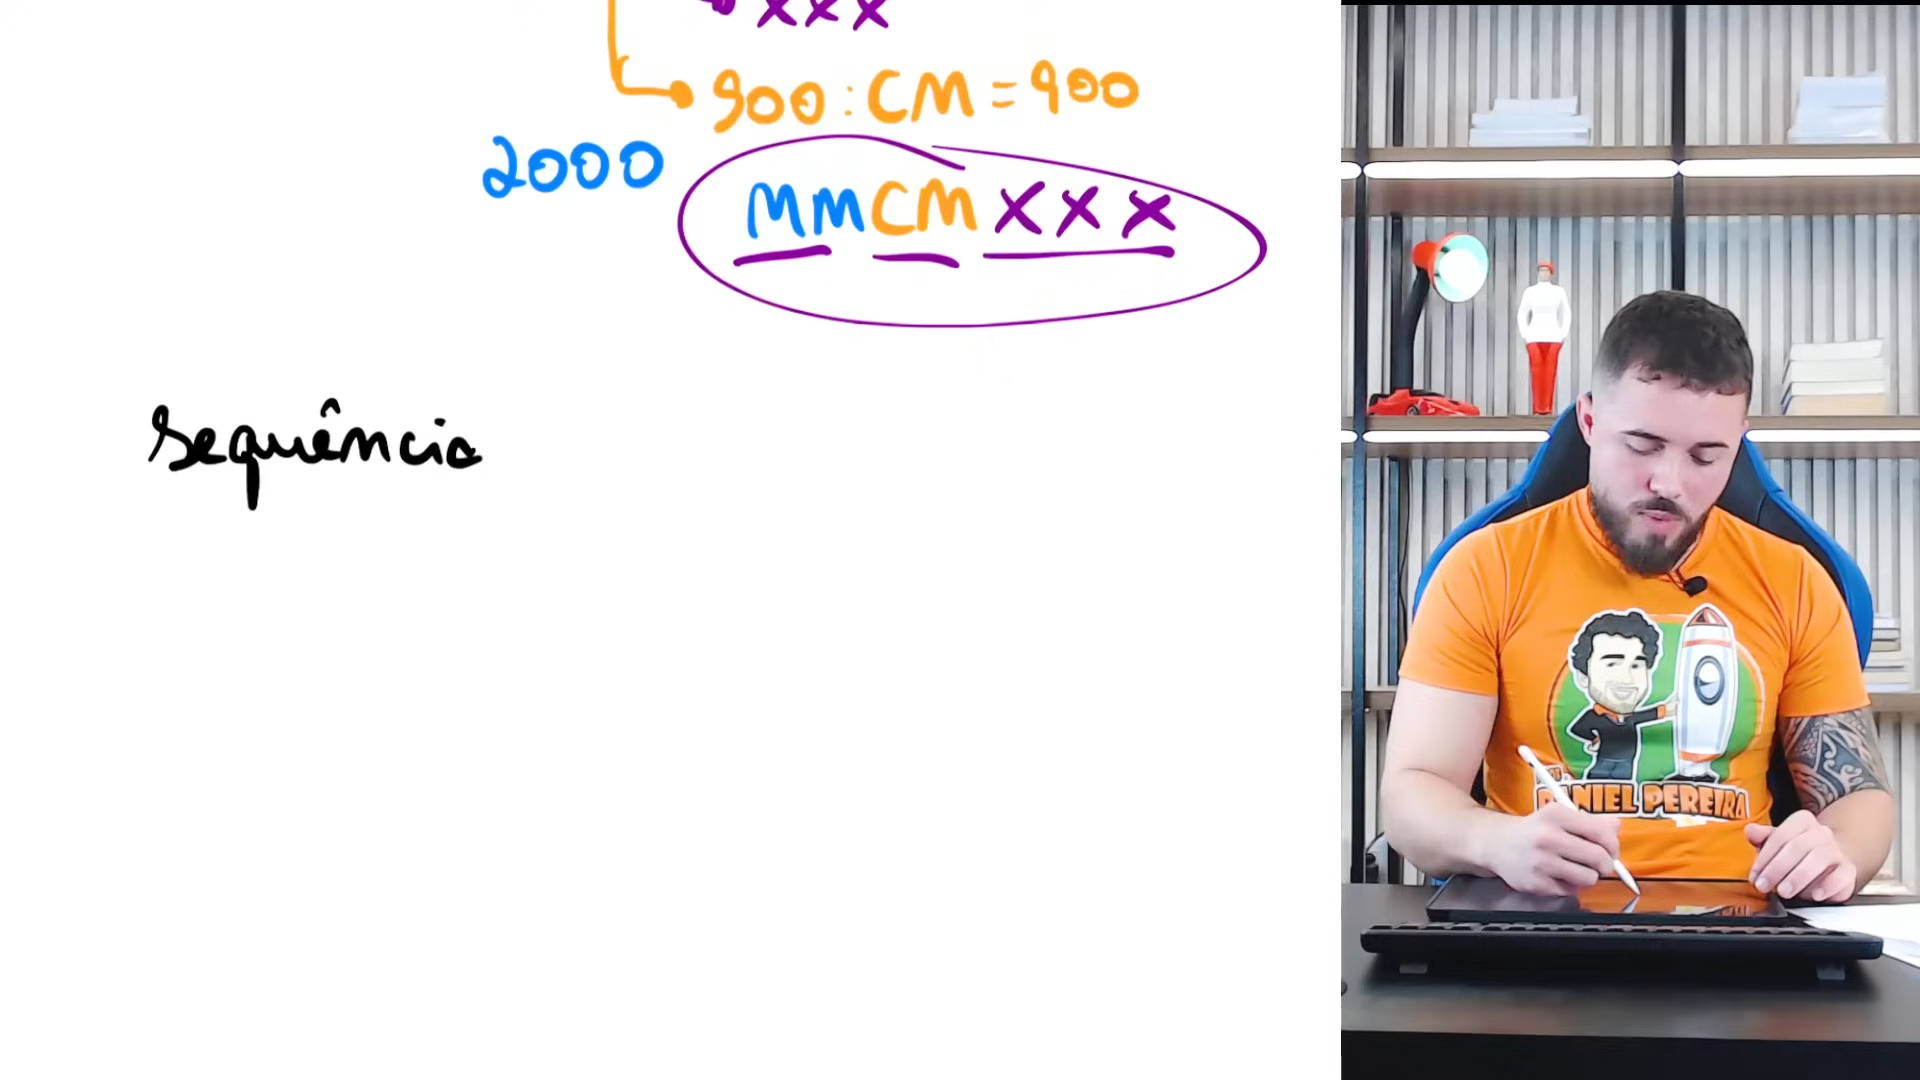 xxx
900 : CM = 900
2000
MMCMXXX
sequência
DANIEL PEREIRA